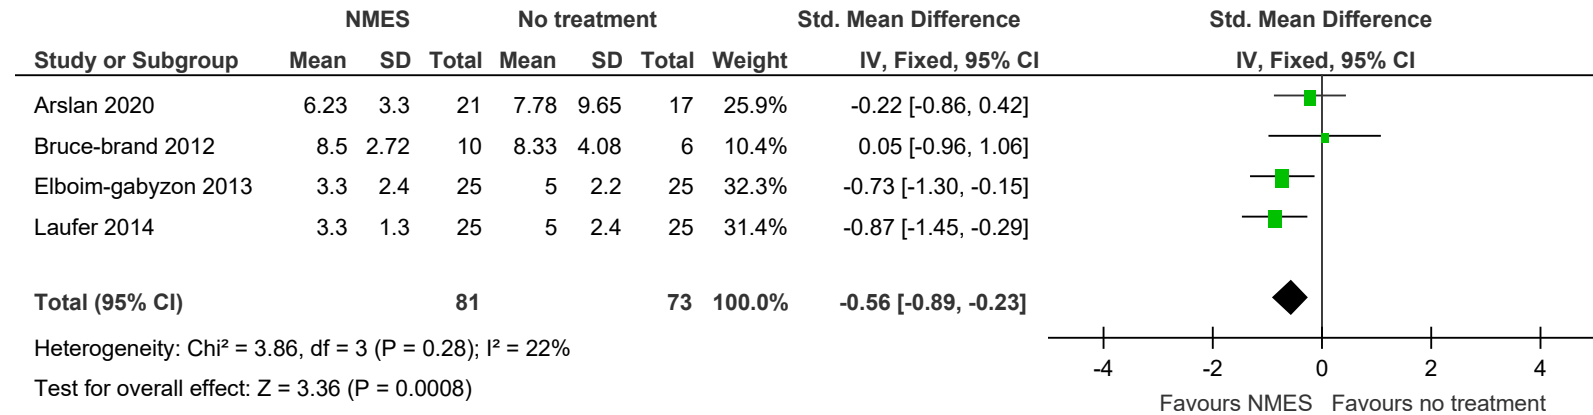 NMES No treatment Std. Mean Difference Std. Mean Difference
Study or Subgroup Mean SD Total Mean SD Total Weight IV, Fixed, 95% CI IV, Fixed, 95% CI
Arslan 2020 6.23 3.3 21 7.78 9.65 17 25.9% -0.22 [-0.86, 0.42]
Bruce-brand 2012 8.5 2.72 10 8.33 4.08 6 10.4% 0.05 [-0.96, 1.06]
Elboim-gabyzon 2013 3.3 2.4 25 5 2.2 25 32.3% -0.73 [-1.30, -0.15]
Laufer 2014 3.3 1.3 25 5 2.4 25 31.4% -0.87 [-1.45, -0.29]
Total (95% CI) 81 73 100.0% -0.56 [-0.89, -0.23]
Heterogeneity: Chi² = 3.86, df = 3 (P = 0.28); I² = 22%
Test for overall effect: Z = 3.36 (P = 0.0008)
-4 -2 0 2 4
Favours NMES Favours no treatment